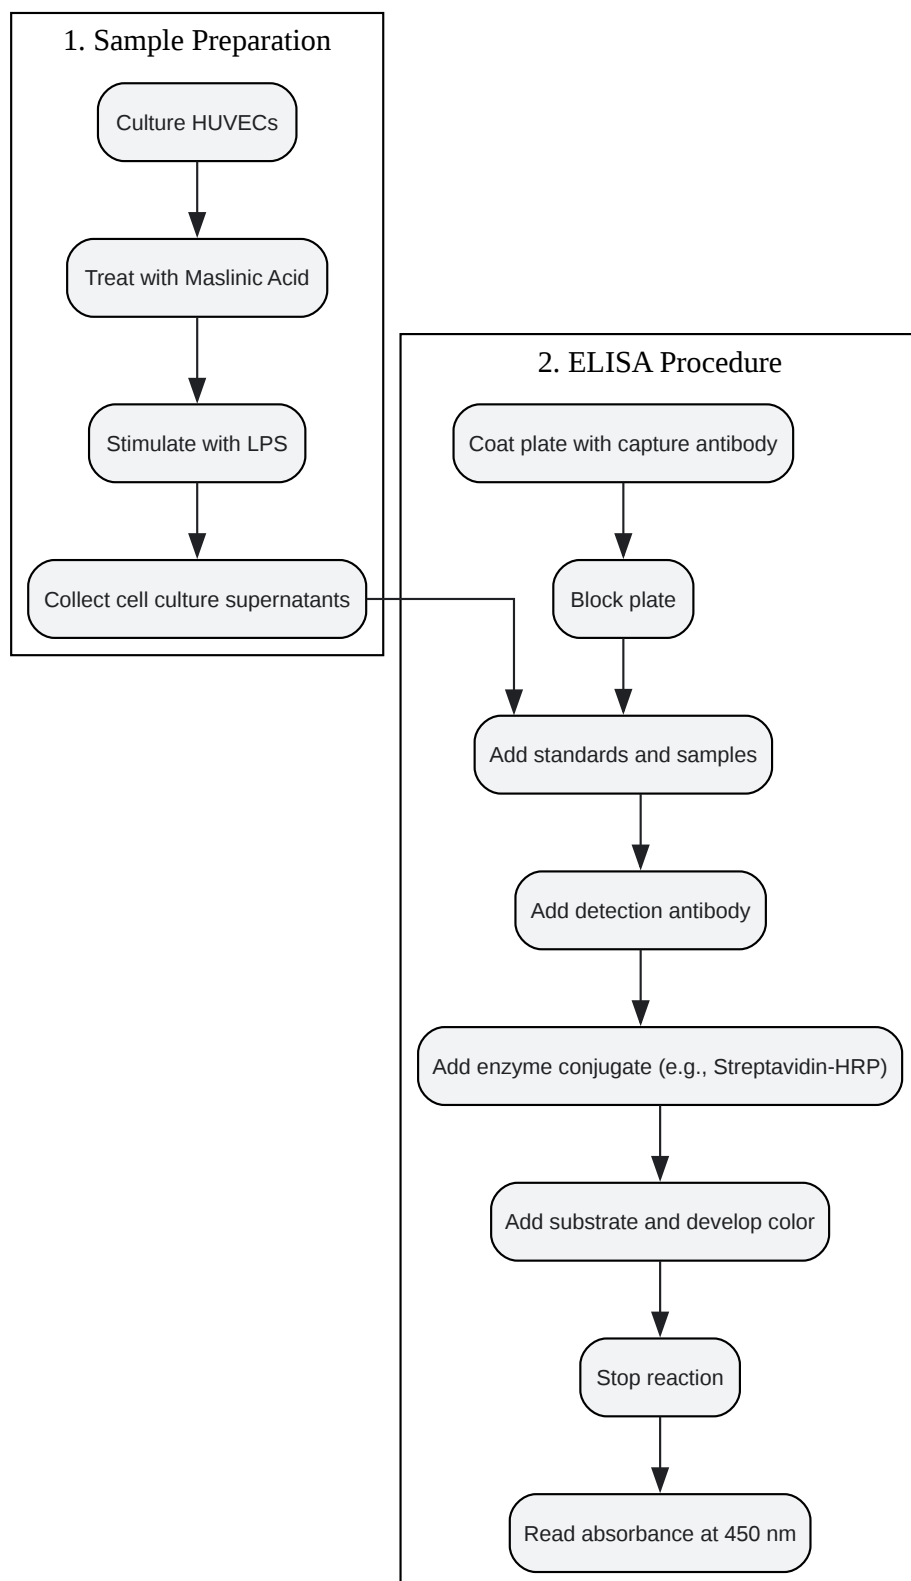 1. Sample Preparation
Culture HUVECs
Treat with Maslinic Acid
Stimulate with LPS
Collect cell culture supernatants
2. ELISA Procedure
Coat plate with capture antibody
Block plate
Add standards and samples
Add detection antibody
Add enzyme conjugate (e.g., Streptavidin-HRP)
Add substrate and develop color
Stop reaction
Read absorbance at 450 nm